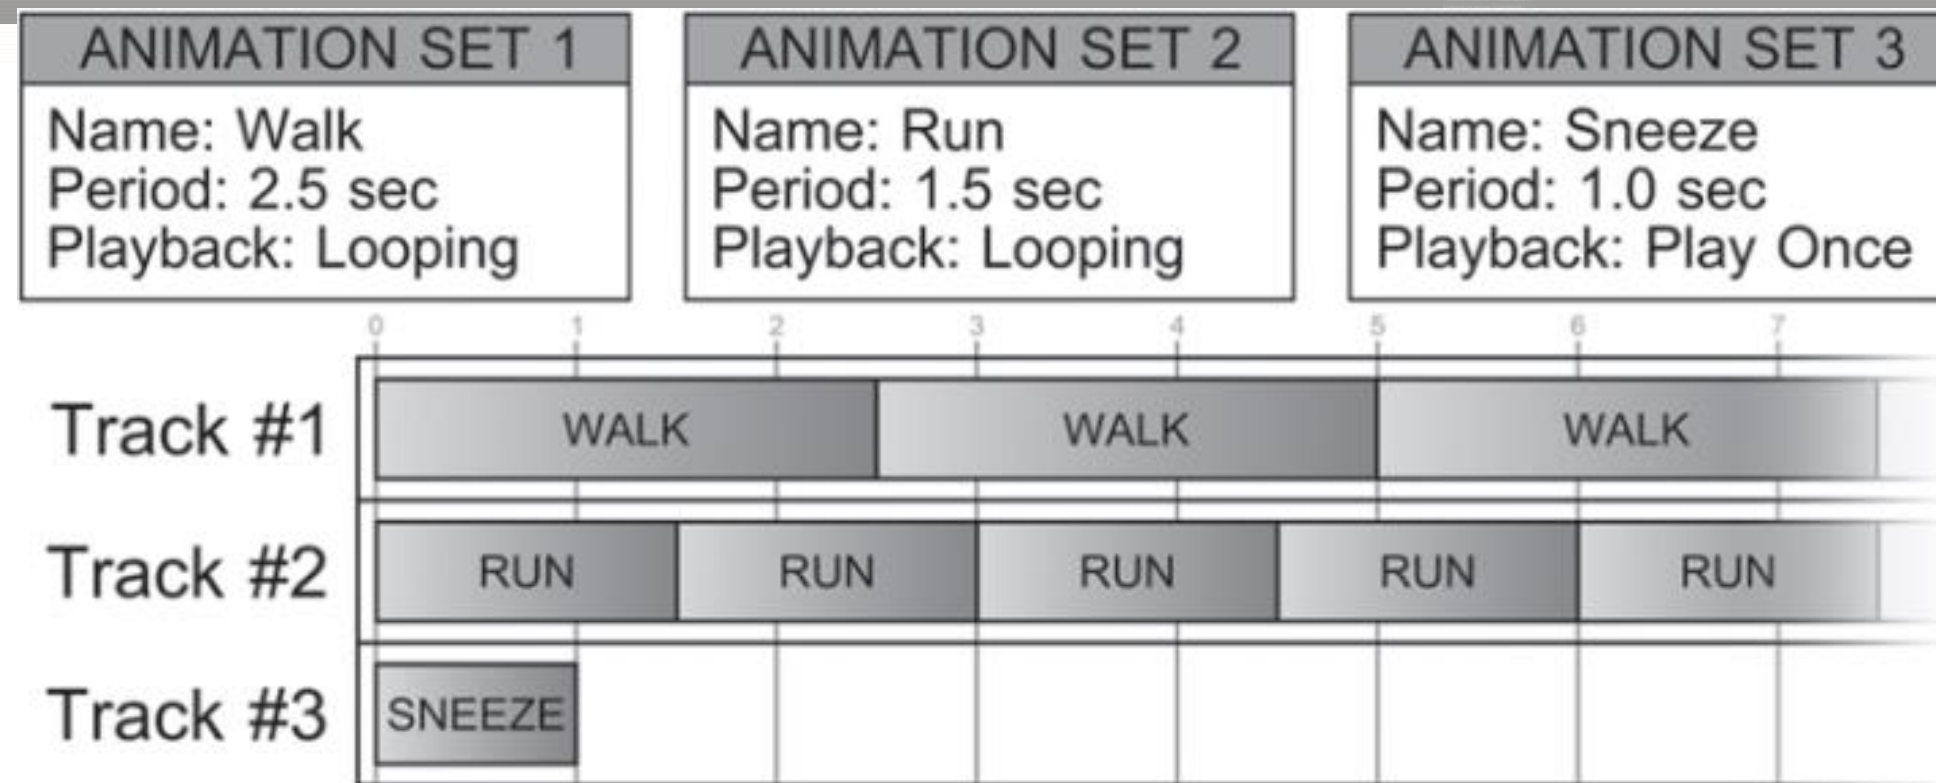 ANIMATION SET 1
Name: Walk
Period: 2.5 sec
Playback: Looping
ANIMATION SET 2
Name: Run
Period: 1.5 sec
Playback: Looping
ANIMATION SET 3
Name: Sneeze
Period: 1.0 sec
Playback: Play Once
0 1 2 3 4 5 6 7
Track #1 WALK WALK WALK
Track #2 RUN RUN RUN RUN RUN
Track #3 SNEEZE